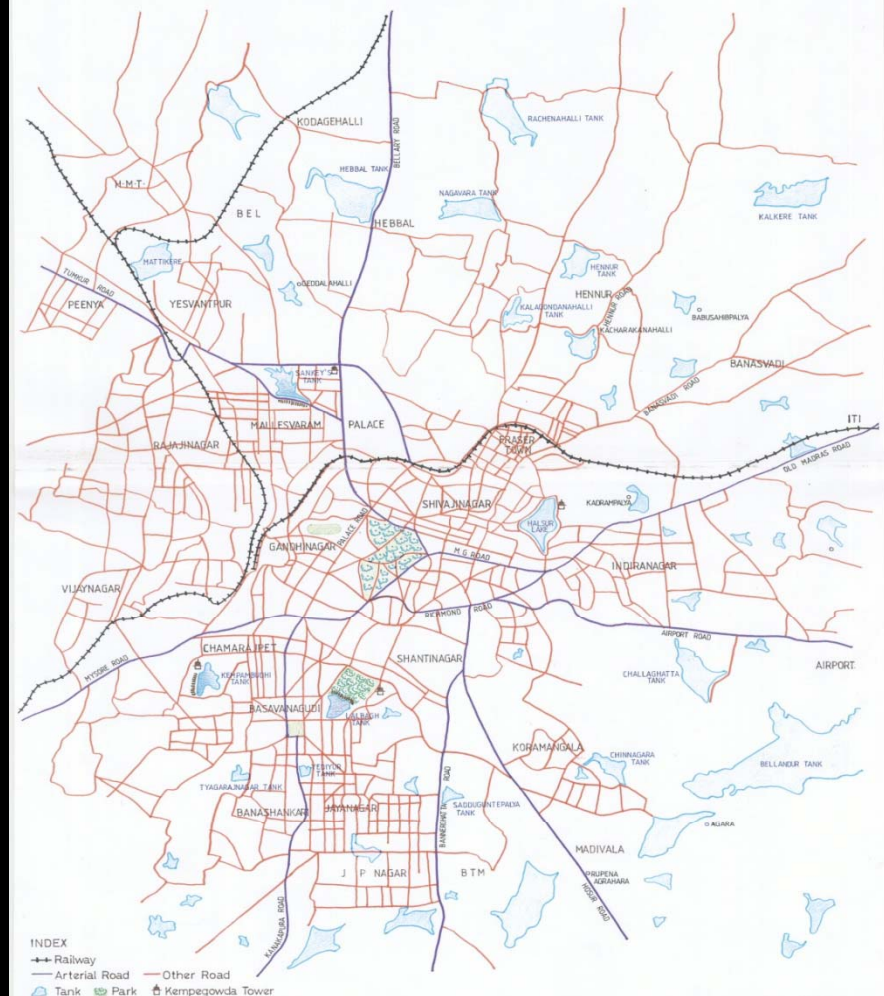 KODAGEHALLI
RACHENAHALLI TANK
BELLARY ROAD
HEBBAL TANK
H·M·T·
NAGAVARA TANK
KALKERE TANK
BEL
HEBBAL
MATTIKERE
HENNUR
TANK
TUMKUR ROAD
GEDDALAHALLI
PEENYA
YESVANTPUR
HENNUR
HENNUR ROAD
KALAGONDANAHALLI
TANK
BABUSAHIBPALYA
KACHARAKANAHALLI
BANASVADI
SANKEY'S
TANK
BANASVADI ROAD
MALLESVARAM
PALACE
ITI
RAJAJINAGAR
FRASER
TOWN
OLD MADRAS ROAD
SHIVAJINAGAR
KADRAMPALYA
HALSUR
LAKE
PALACE ROAD
GANDHINAGAR
M G ROAD
INDIRANAGAR
VIJAYNAGAR
RICHMOND ROAD
AIRPORT ROAD
CHAMARAJPET
SHANTINAGAR
AIRPORT
MYSORE ROAD
KEMPAMBUDHI
TANK
CHALLAGHATTA
TANK
BASAVANAGUDI
LALBAGH
TANK
KORAMANGALA
CHINNAGARA
TANK
BELLANDUR TANK
YEDIYUR
TANK
TYAGARAJNAGAR TANK
BANNERGHATTA ROAD
SADDUGUNTEPALYA
TANK
BANASHANKARI
JAYANAGAR
AGARA
MADIVALA
J P NAGAR
BTM
PRUPENA
AGRAHARA
HOSUR ROAD
KANAKAPURA ROAD
INDEX
Railway
Arterial Road
Other Road
Tank
Park
Kempegowda Tower